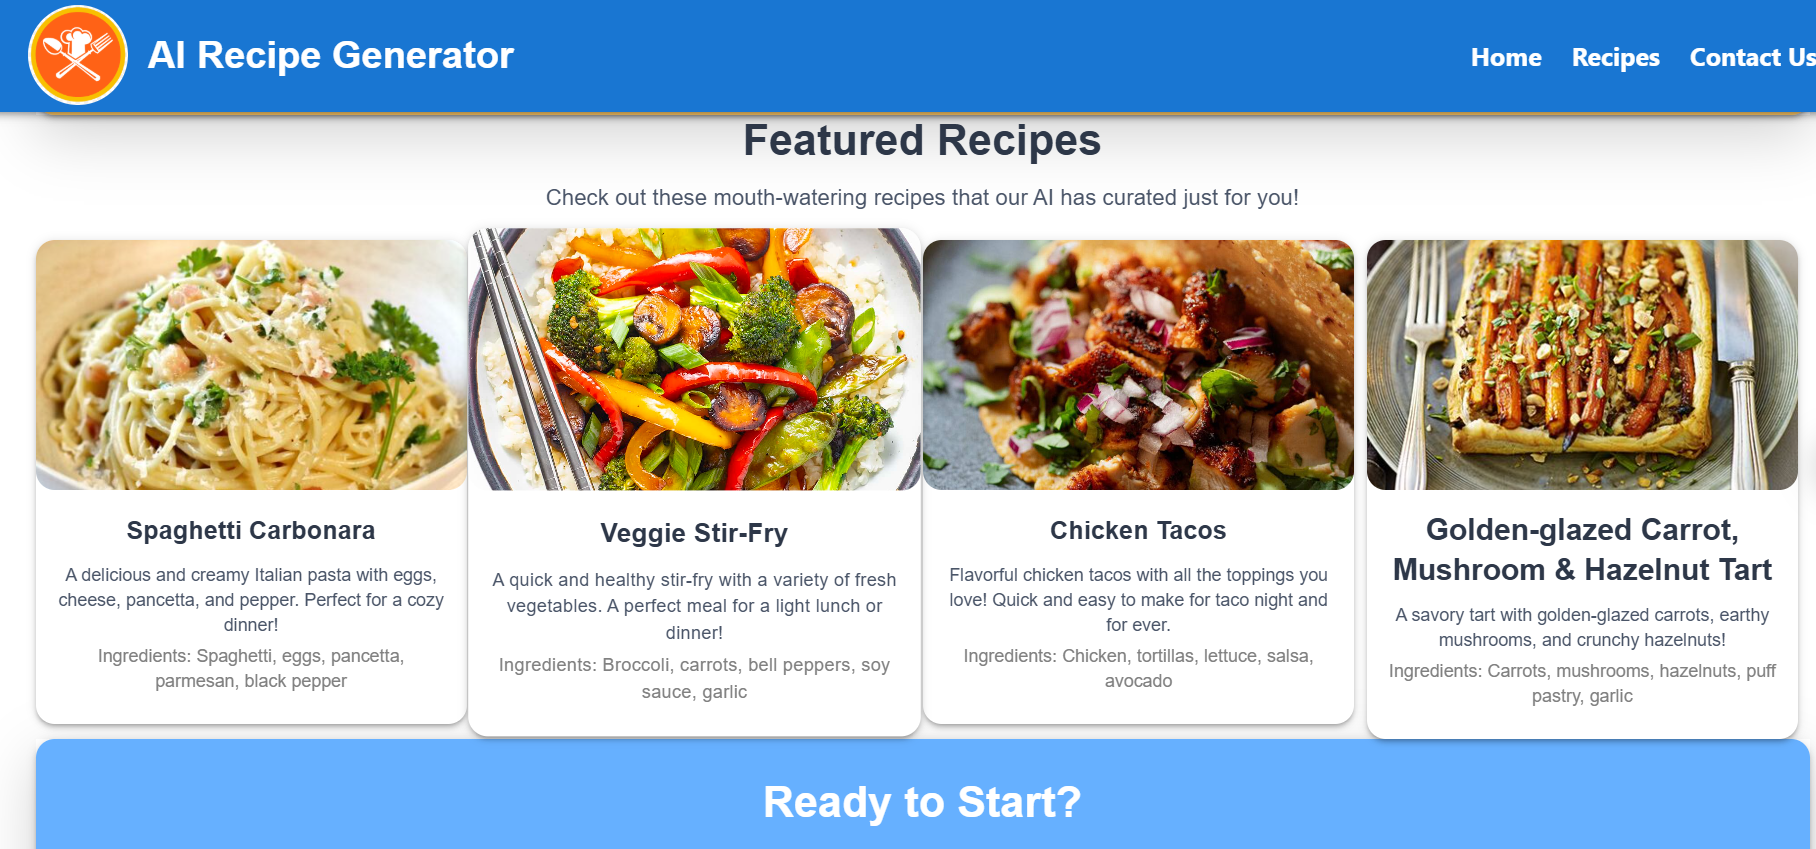 AI Recipe Generator
Home Recipes Contact Us
Featured Recipes
Check out these mouth-watering recipes that our AI has curated just for you!
Spaghetti Carbonara
A delicious and creamy Italian pasta with eggs,
cheese, pancetta, and pepper. Perfect for a cozy
dinner!
Ingredients: Spaghetti, eggs, pancetta,
parmesan, black pepper
Veggie Stir-Fry
A quick and healthy stir-fry with a variety of fresh
vegetables. A perfect meal for a light lunch or
dinner!
Ingredients: Broccoli, carrots, bell peppers, soy
sauce, garlic
Chicken Tacos
Flavorful chicken tacos with all the toppings you
love! Quick and easy to make for taco night and
for ever.
Ingredients: Chicken, tortillas, lettuce, salsa,
avocado
Golden-glazed Carrot,
Mushroom & Hazelnut Tart
A savory tart with golden-glazed carrots, earthy
mushrooms, and crunchy hazelnuts!
Ingredients: Carrots, mushrooms, hazelnuts, puff
pastry, garlic
Ready to Start?